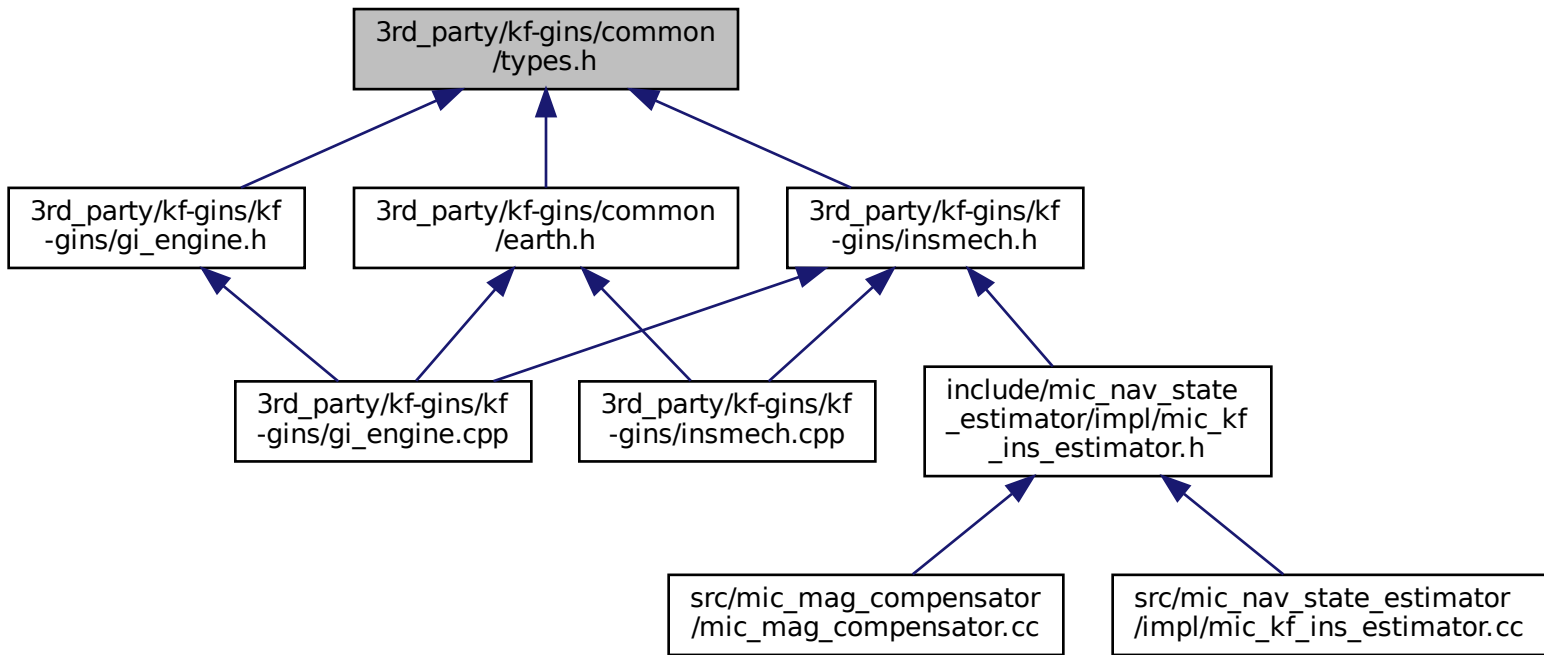 3rd_party/kf-gins/common
/types.h
3rd_party/kf-gins/kf
-gins/gi_engine.h
3rd_party/kf-gins/common
/earth.h
3rd_party/kf-gins/kf
-gins/insmech.h
3rd_party/kf-gins/kf
-gins/gi_engine.cpp
3rd_party/kf-gins/kf
-gins/insmech.cpp
include/mic_nav_state
_estimator/impl/mic_kf
_ins_estimator.h
src/mic_mag_compensator
/mic_mag_compensator.cc
src/mic_nav_state_estimator
/impl/mic_kf_ins_estimator.cc